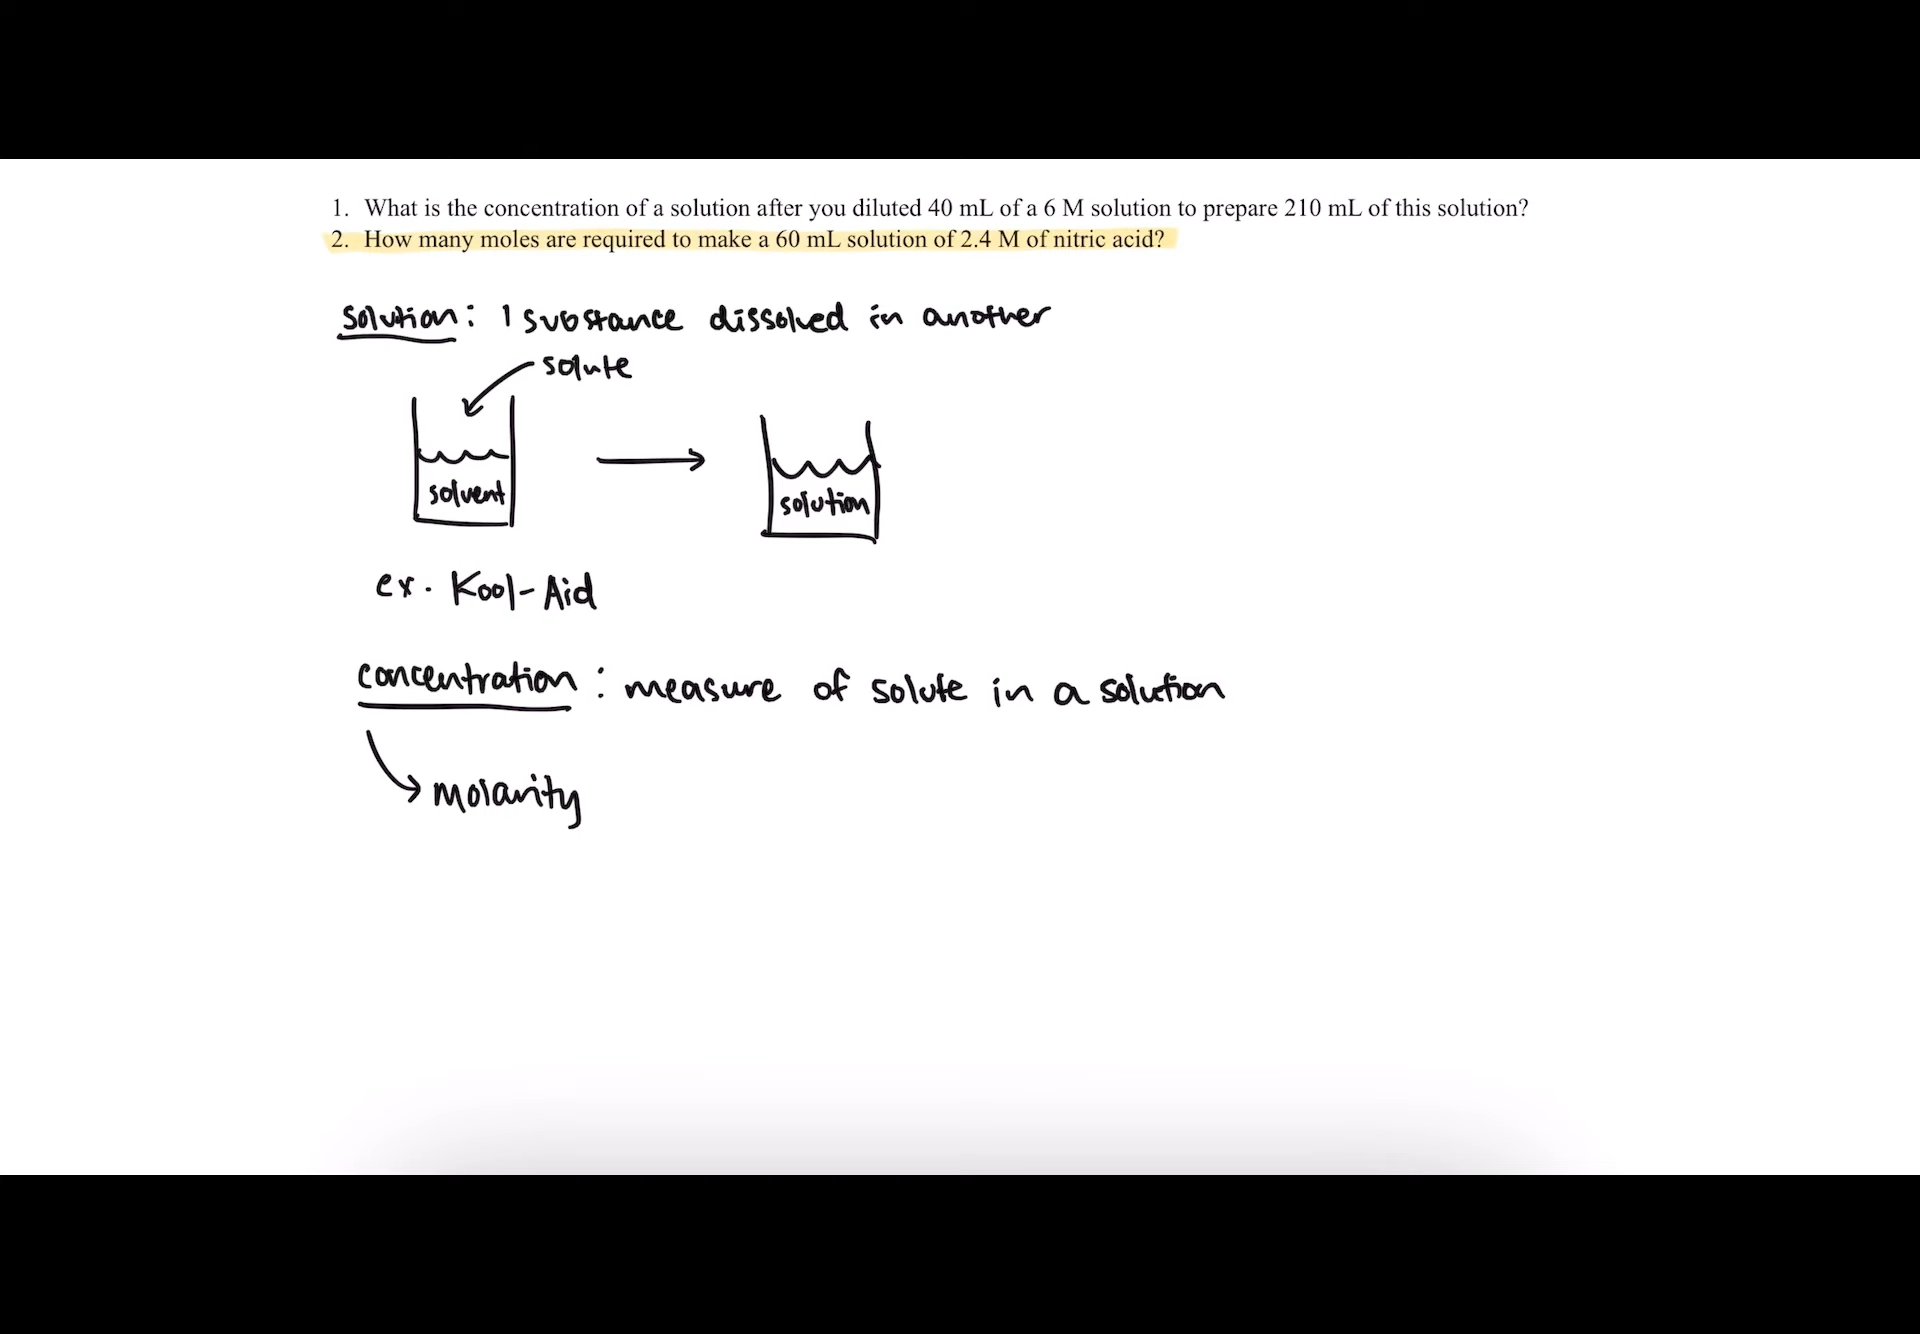 1. What is the concentration of a solution after you diluted 40 mL of a 6 M solution to prepare 210 mL of this solution?
2. How many moles are required to make a 60 mL solution of 2.4 M of nitric acid?
solution: 1 substance dissolved in another
solute
solvent
solution
ex. Kool-Aid
concentration: measure of solute in a solution
molarity